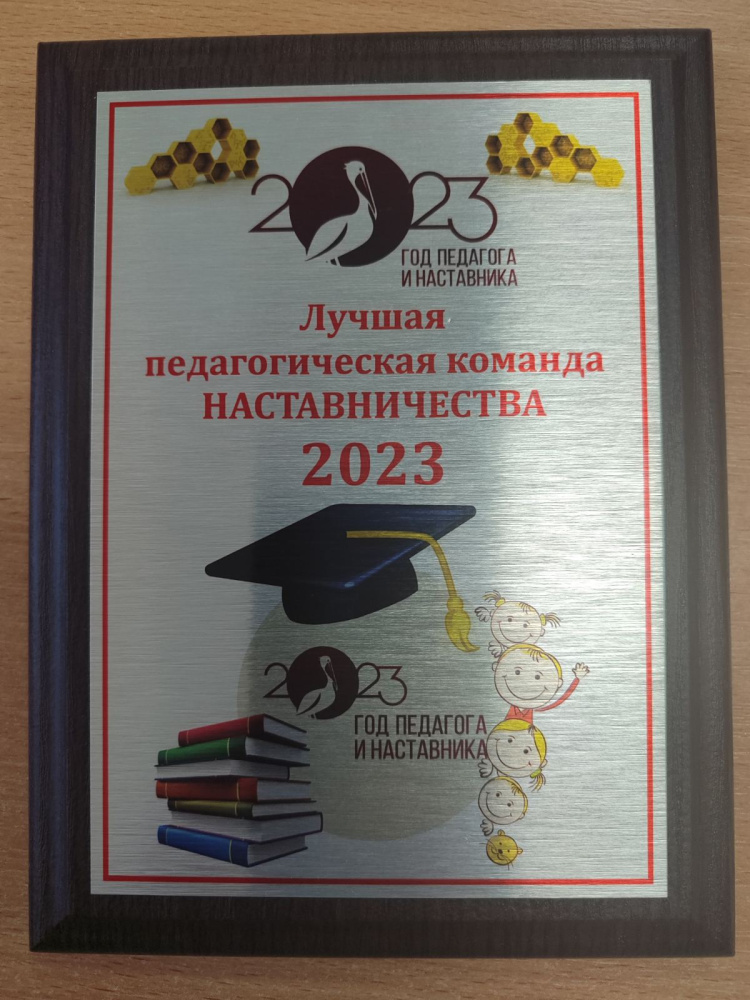 2023
ГОД ПЕДАГОГА
И НАСТАВНИКА
Лучшая
педагогическая команда
НАСТАВНИЧЕСТВА
2023
2023
ГОД ПЕДАГОГА
И НАСТАВНИКА